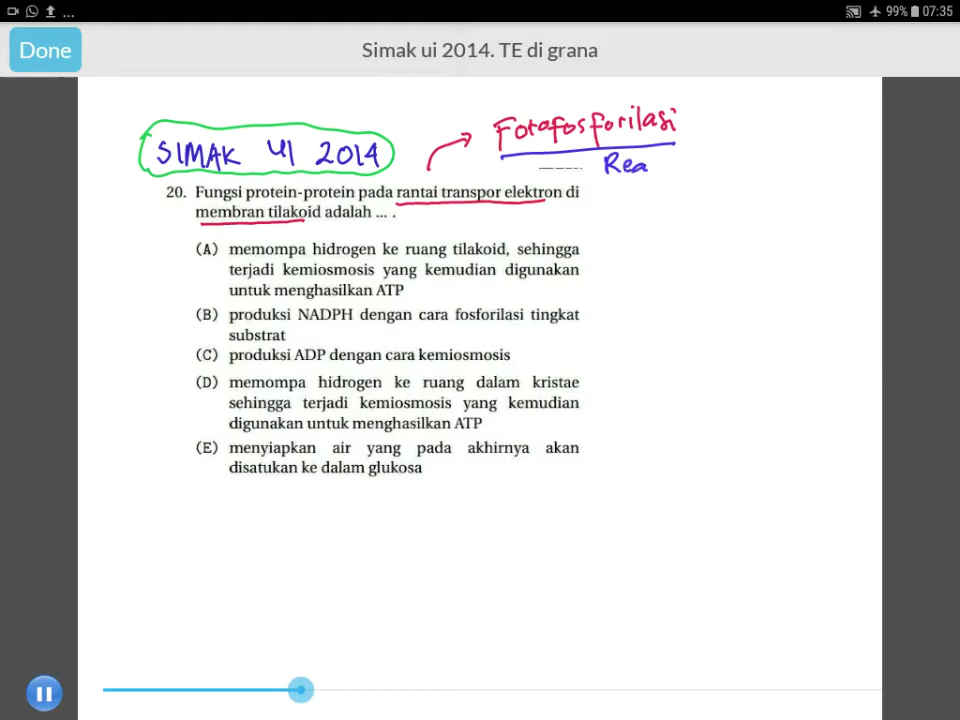 ... 99% 07:35
Done
Simak ui 2014. TE di grana
SIMAK UI 2014
Fotofosforilasi
Rea
20. Fungsi protein-protein pada rantai transpor elektron di
membran tilakoid adalah ... .
(A) memompa hidrogen ke ruang tilakoid, sehingga
terjadi kemiosmosis yang kemudian digunakan
untuk menghasilkan ATP
(B) produksi NADPH dengan cara fosforilasi tingkat
substrat
(C) produksi ADP dengan cara kemiosmosis
(D) memompa hidrogen ke ruang dalam kristae
sehingga terjadi kemiosmosis yang kemudian
digunakan untuk menghasilkan ATP
(E) menyiapkan air yang pada akhirnya akan
disatukan ke dalam glukosa